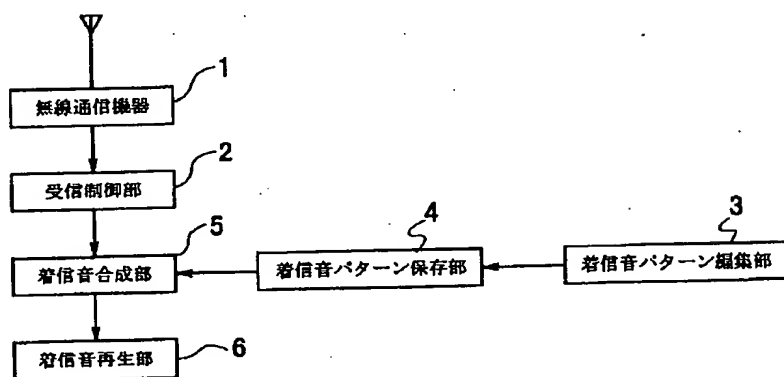 1
無線通信機器
2
受信制御部
5
着信音合成部
4
着信音パターン保存部
3
着信音パターン編集部
着信音再生部
6